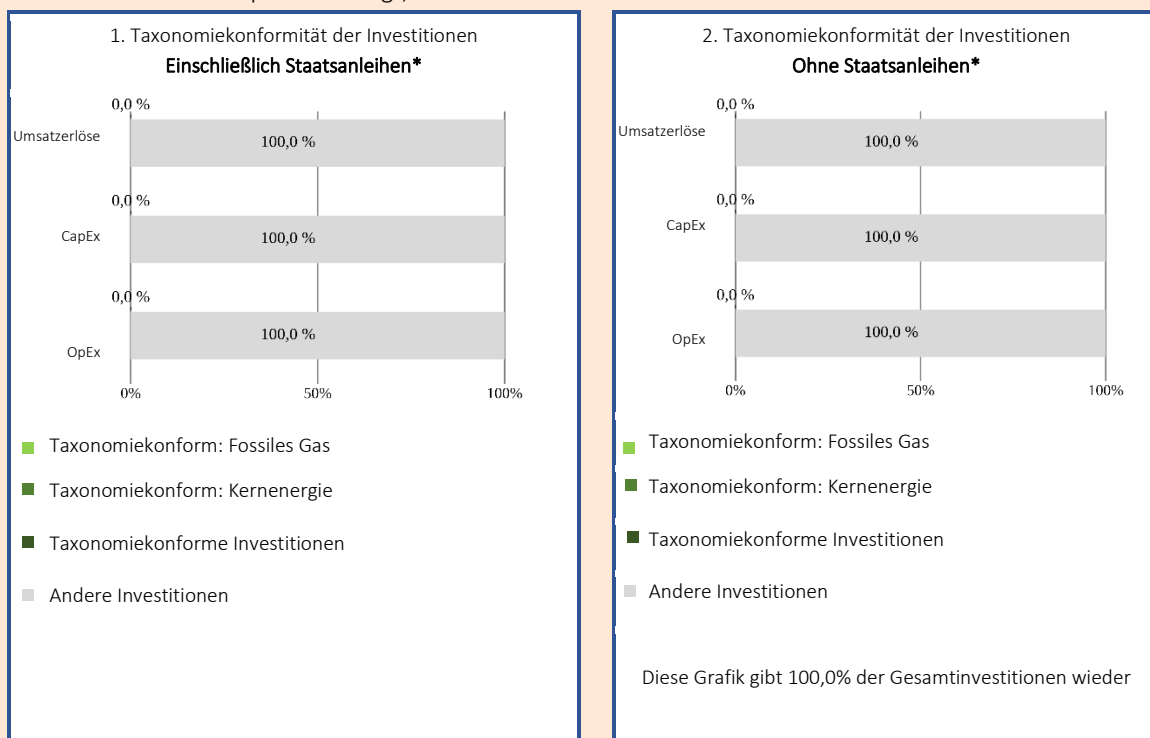 1. Taxonomiekonformität der Investitionen
Einschließlich Staatsanleihen*
0,0 %
Umsatzerlöse
100,0 %
0,0 %
CapEx
100,0 %
0,0 %
OpEx
100,0 %
0%
50%
100%
Taxonomiekonform: Fossiles Gas
Taxonomiekonform: Kernenergie
Taxonomiekonforme Investitionen
Andere Investitionen
2. Taxonomiekonformität der Investitionen
Ohne Staatsanleihen*
0,0 %
Umsatzerlöse
100,0 %
0,0 %
CapEx
100,0 %
0,0 %
OpEx
100,0 %
0%
50%
100%
Taxonomiekonform: Fossiles Gas
Taxonomiekonform: Kernenergie
Taxonomiekonforme Investitionen
Andere Investitionen
Diese Grafik gibt 100,0% der Gesamtinvestitionen wieder